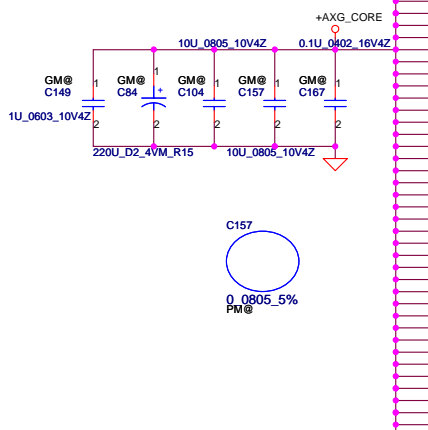 +AXG_CORE
10U_0805_10V4Z
0.1U_0402_16V4Z
GM@
C149
1
2
GM@
C84
1
+
2
GM@
C104
1
2
GM@
C157
1
2
GM@
C167
1
2
1U_0603_10V4Z
220U_D2_4VM_R15
10U_0805_10V4Z
C157
0_0805_5%
PM@